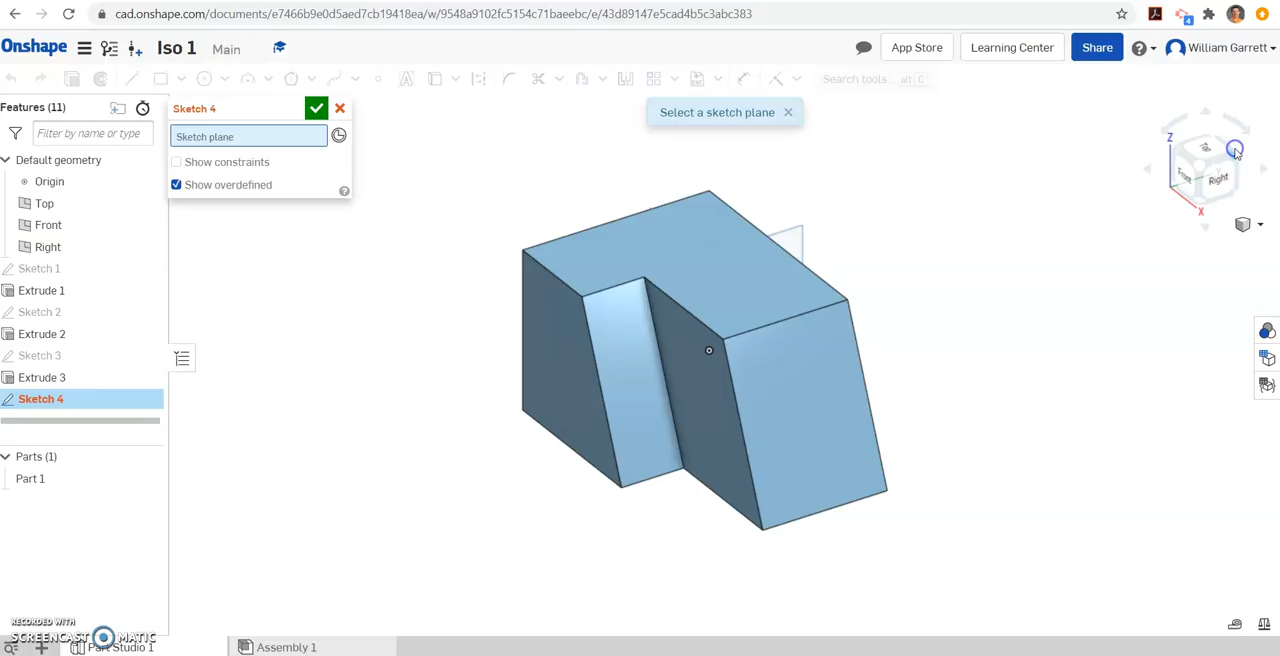 cad.onshape.com/documents/e7466b9e0d5aed7cb19418ea/w/9548a9102fc5154c71baeebc/e/43d89147e5cad4b5c3abc383
4
Onshape
Iso 1
Main
App Store
Learning Center
Share
William Garrett
Search tools... alt C
Features (11)
Sketch 4
Select a sketch plane
Filter by name or type
Sketch plane
Show constraints
Show overdefined
Default geometry
Origin
Top
Front
Right
Sketch 1
Extrude 1
Sketch 2
Extrude 2
Sketch 3
Extrude 3
Sketch 4
Parts (1)
Part 1
Z
Front
Right
X
RECORDED WITH
SCREENCAST MATIC
Part Studio 1
Assembly 1